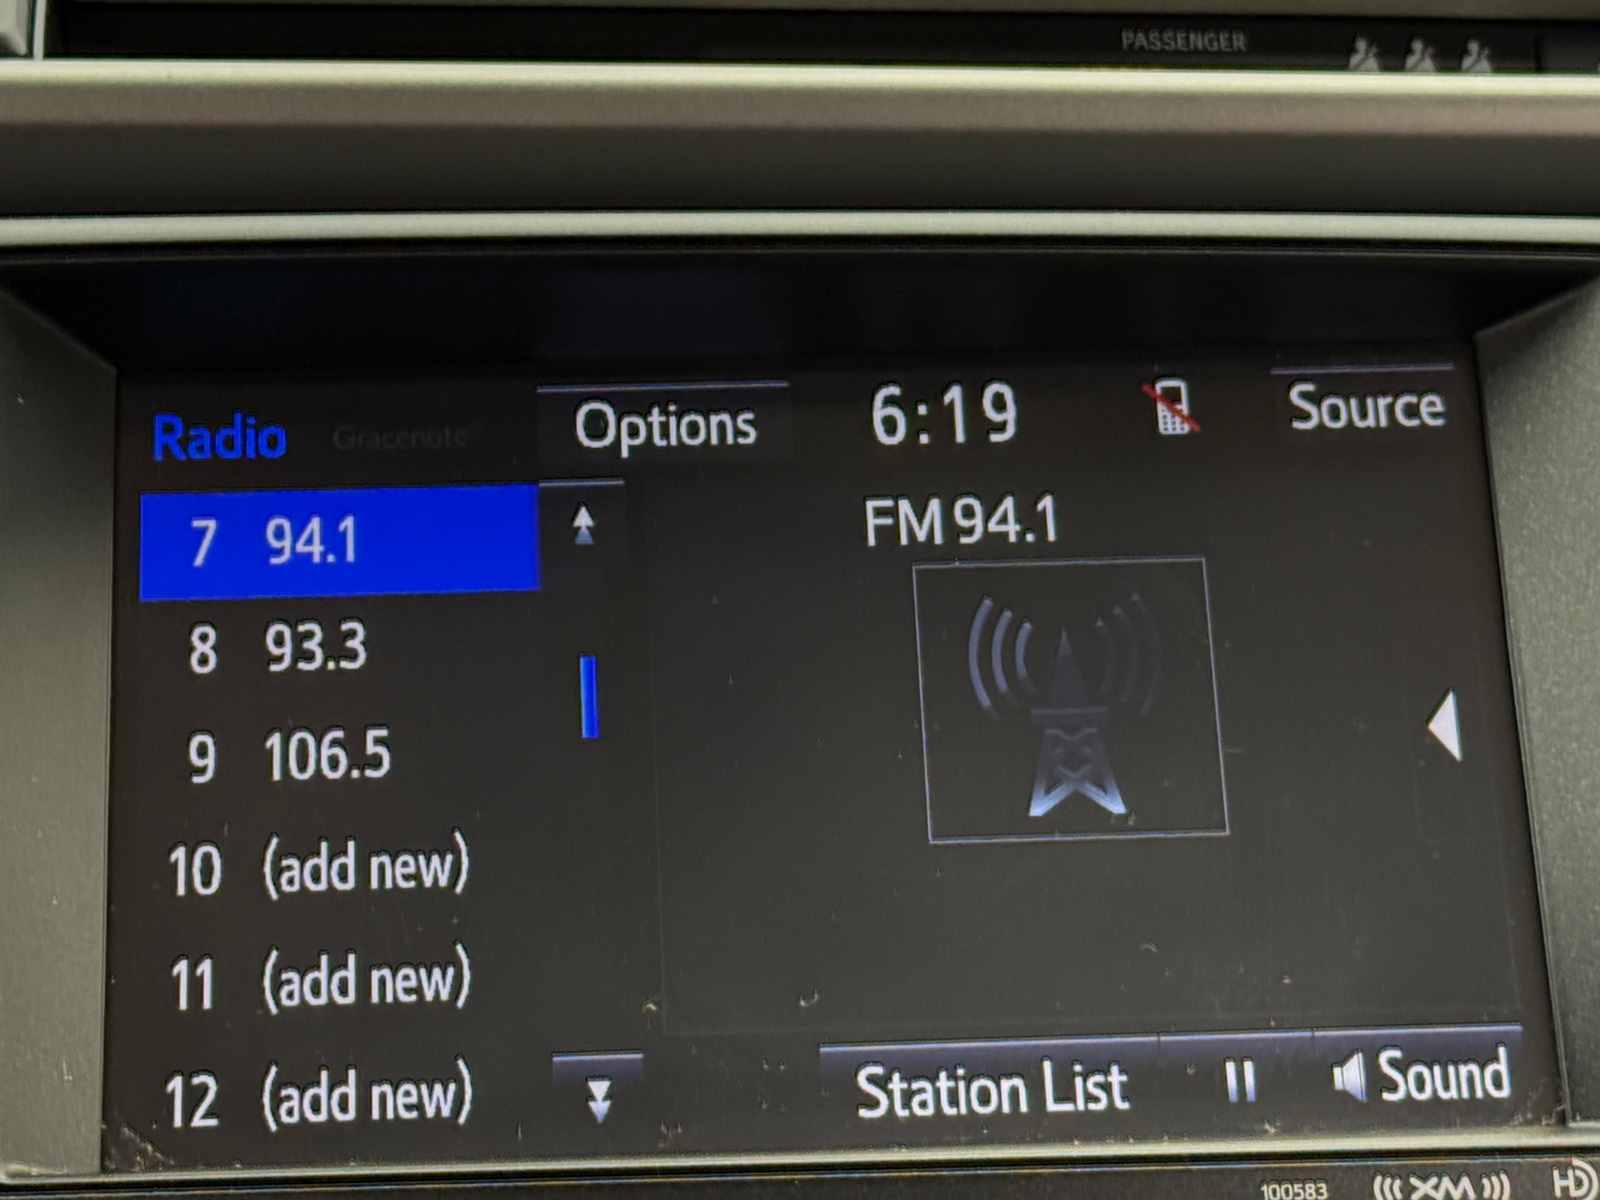 PASSENGER
Radio Gracenote® Options 6:19 Source
7 94.1
FM 94.1
8 93.3
9 106.5
10 (add new)
11 (add new)
12 (add new)
Station List Sound
100583 XM HD